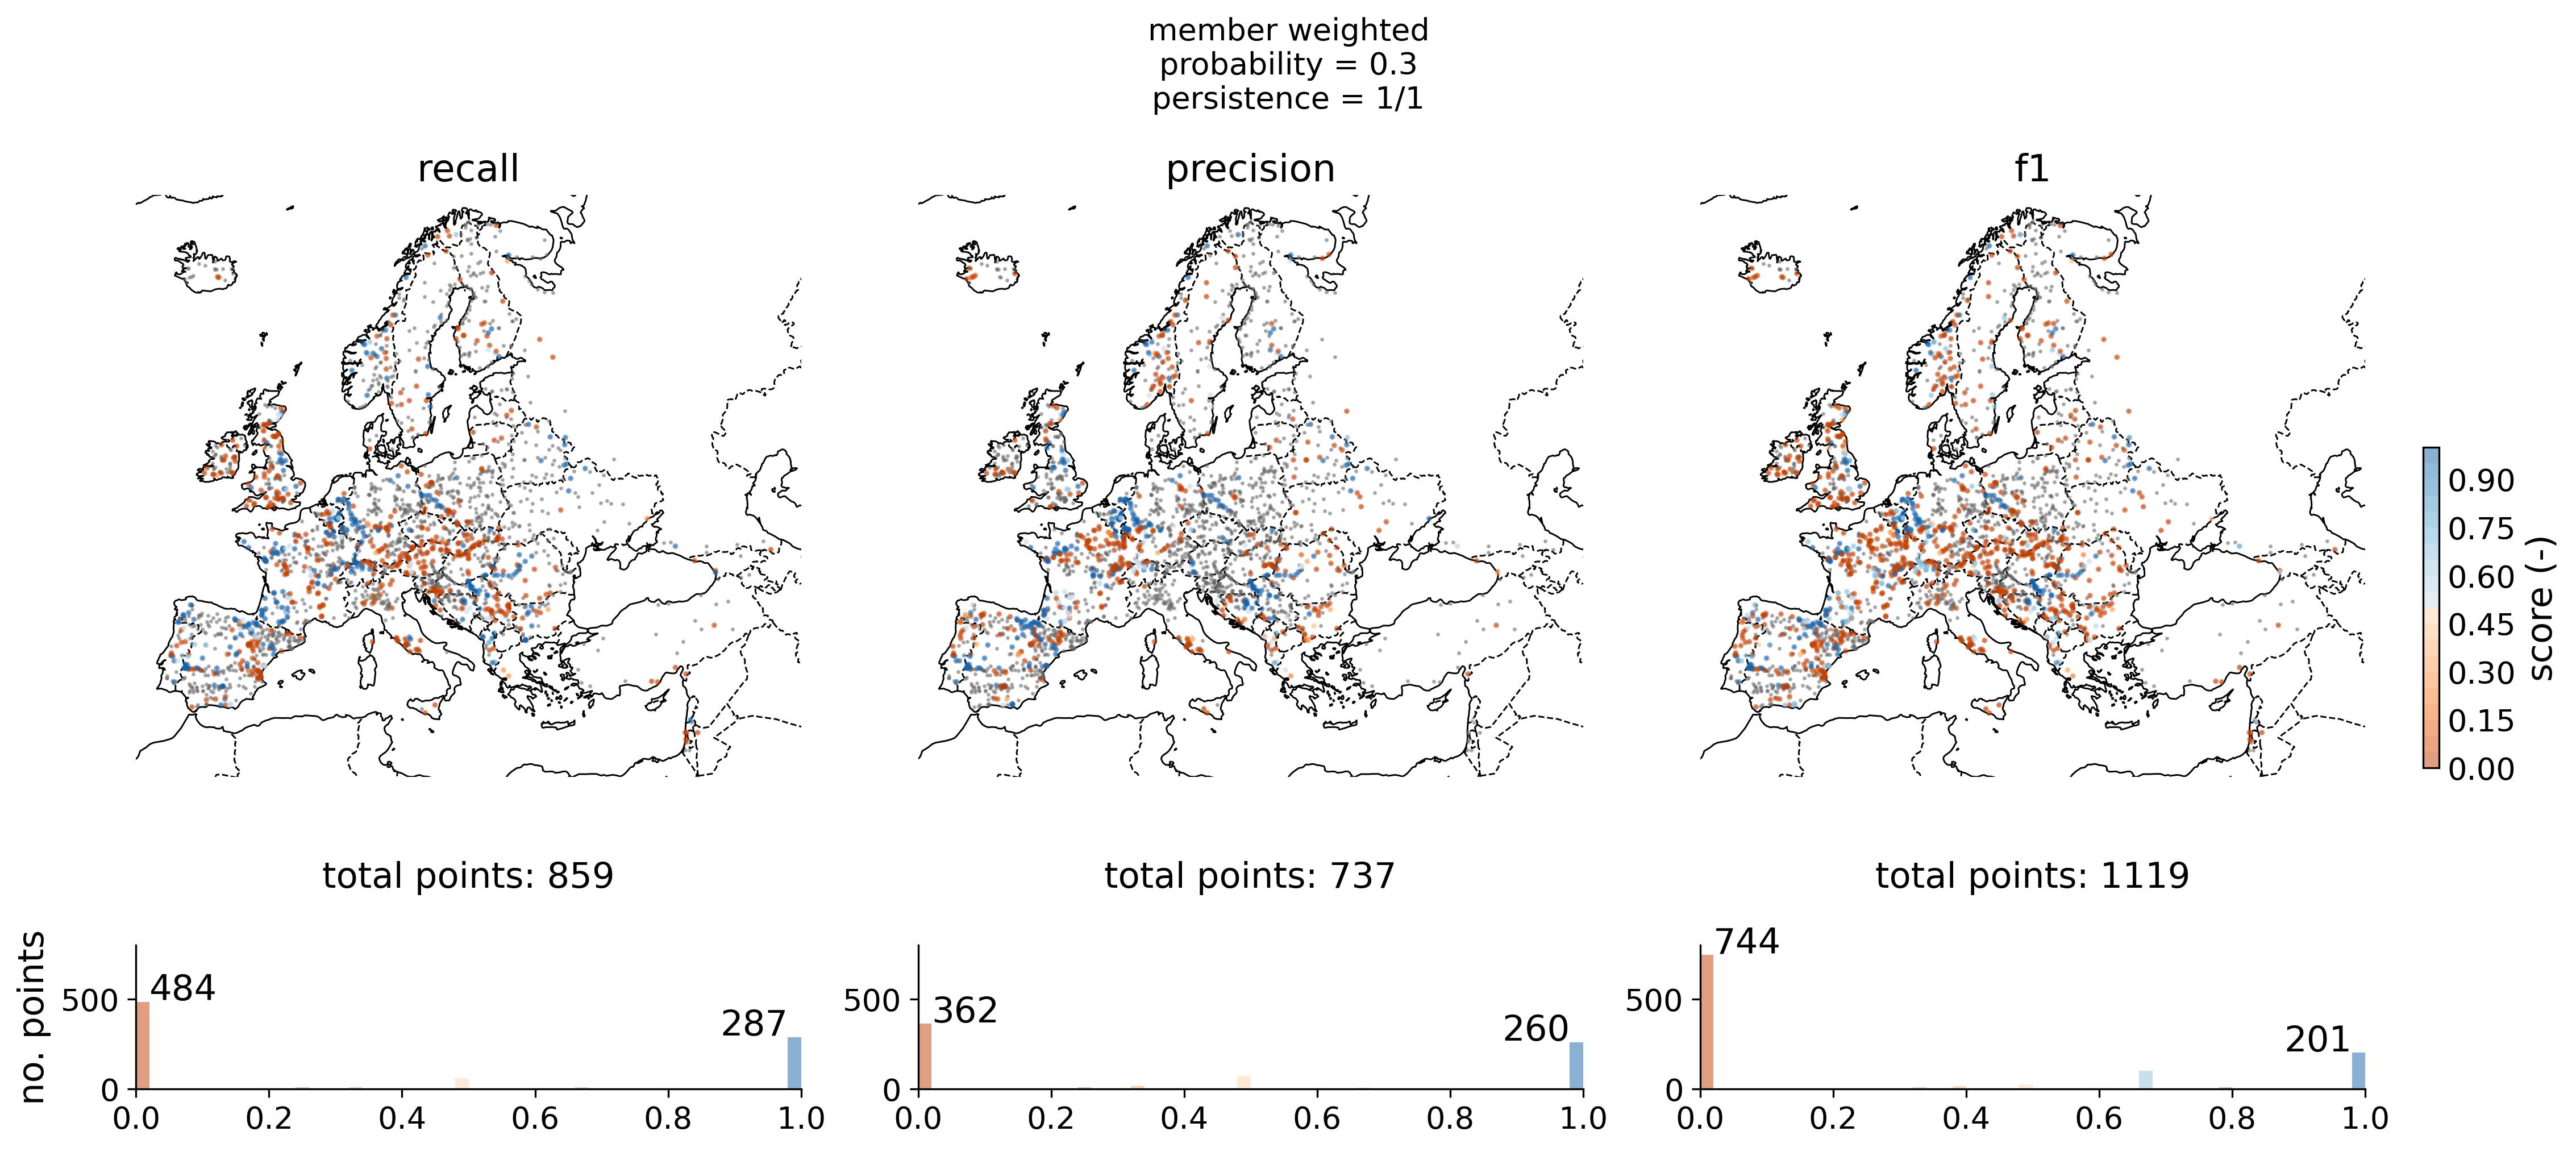 member weighted
probability = 0.3
persistence = 1/1
recall
precision
f1
0.90
0.75
0.60
0.45
0.30
0.15
0.00
score (-)
total points: 859
total points: 737
total points: 1119
no. points
500
0
484
287
0.0 0.2 0.4 0.6 0.8 1.0
500
0
362
260
0.0 0.2 0.4 0.6 0.8 1.0
500
0
744
201
0.0 0.2 0.4 0.6 0.8 1.0